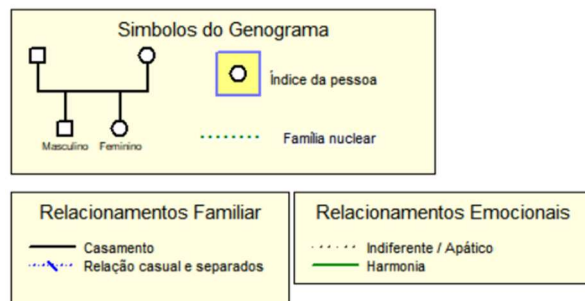 Simbolos do Genograma
Índice da pessoa
Masculino Feminino
Família nuclear
Relacionamentos Familiar
Casamento
Relação casual e separados
Relacionamentos Emocionais
Indiferente / Apático
Harmonia